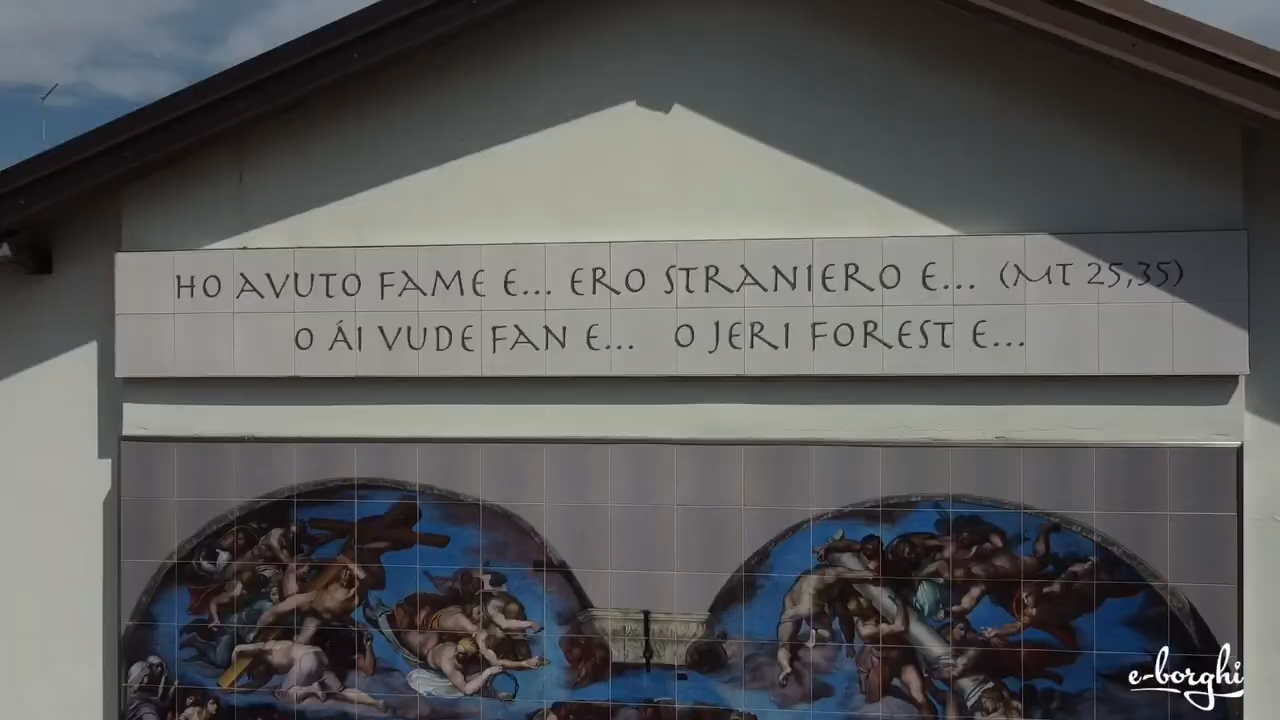 HO AVUTO FAME E... ERO STRANIERO E... (MT 25,35)
O ÁI VUDE FAN E... O JERI FOREST E...
e-borghi